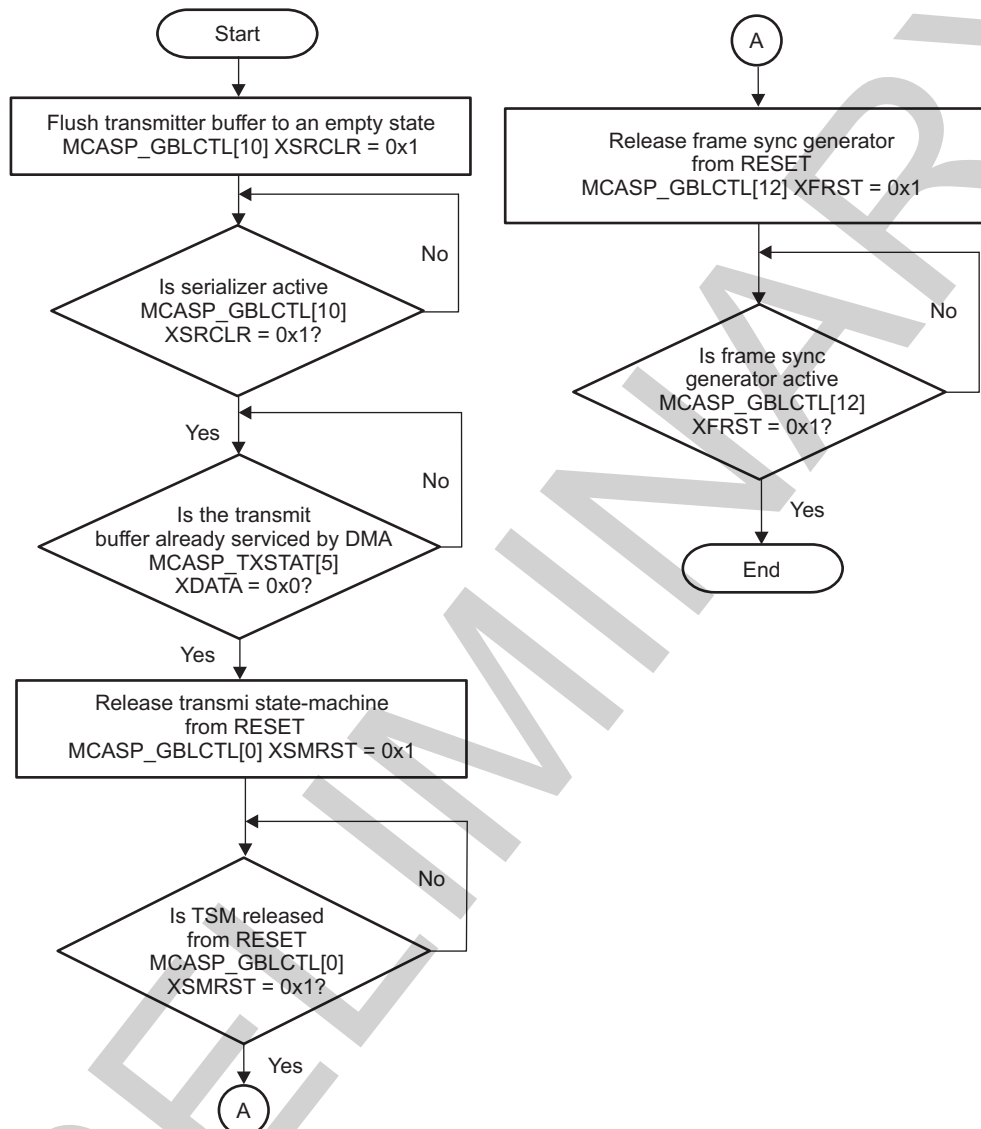 Start
Flush transmitter buffer to an empty state
MCASP_GBLCTL[10] XSRCLR = 0x1
No
Is serializer active
MCASP_GBLCTL[10]
XSRCLR = 0x1?
Yes
No
Is the transmit
buffer already serviced by DMA
MCASP_TXSTAT[5]
XDATA = 0x0?
Yes
Release transmi state-machine
from RESET
MCASP_GBLCTL[0] XSMRST = 0x1
No
Is TSM released
from RESET
MCASP_GBLCTL[0]
XSMRST = 0x1?
Yes
A
A
Release frame sync generator
from RESET
MCASP_GBLCTL[12] XFRST = 0x1
No
Is frame sync
generator active
MCASP_GBLCTL[12]
XFRST = 0x1?
Yes
End
ELIMINARY